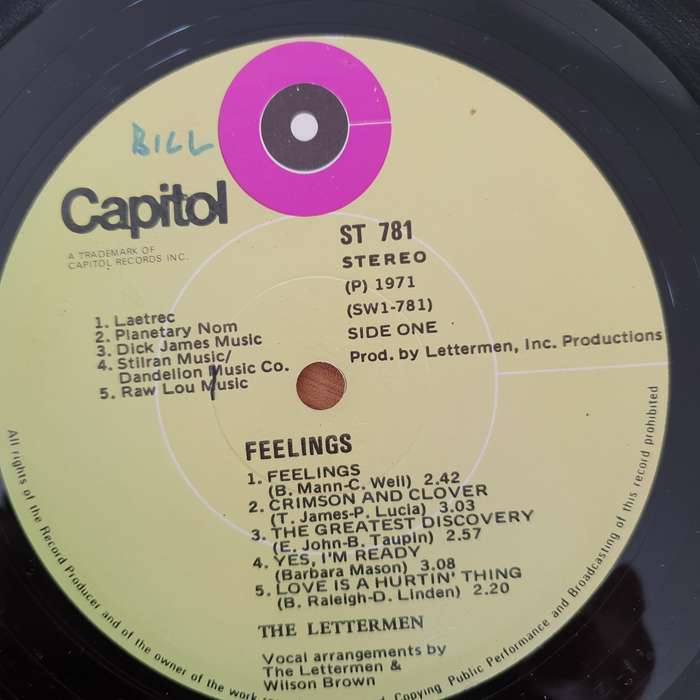 BILL
Capitol
A TRADEMARK OF
CAPITOL RECORDS INC.
ST 781
STEREO
(P) 1971
(SW1-781)
SIDE ONE
Prod. by Lettermen, Inc. Productions
1. Laetrec
2. Planetary Nom
3. Dick James Music
4. Stilran Music/
Dandelion Music Co.
5. Raw Lou Music
FEELINGS
1. FEELINGS
(B. Mann-C. Weil) 2.42
2. CRIMSON AND CLOVER
(T. James-P. Lucia) 3.03
3. THE GREATEST DISCOVERY
(E. John-B. Taupin) 2.57
4. YES, I'M READY
(Barbara Mason) 3.08
5. LOVE IS A HURTIN' THING
(B. Raleigh-D. Linden) 2.20
THE LETTERMEN
Vocal arrangements by
The Lettermen &
Wilson Brown
All rights of the Record Producer and of the owner of the work
Copying Public Performance and Broadcasting of this record prohibited